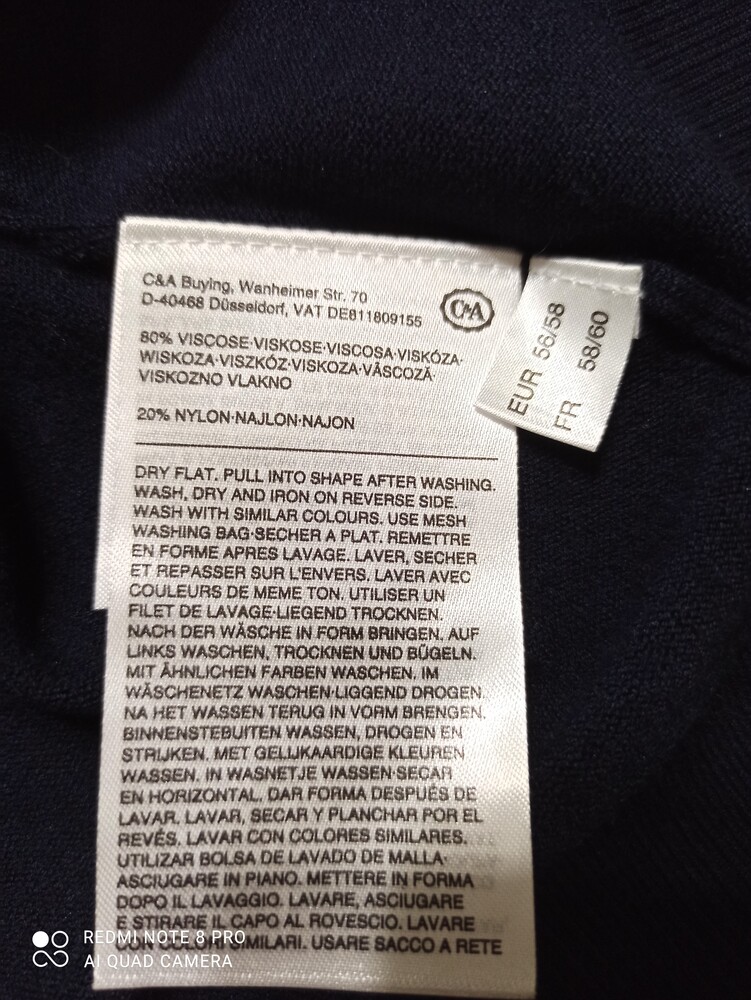 C&A Buying, Wanheimer Str. 70
D-40468 Düsseldorf, VAT DE811809155
C&A
80% VISCOSE·VISKOSE·VISCOSA·VISKÓZA·
WISKOZA·VISZKÓZ·VISKOZA·VÂSCOZĂ·
VISKOZNO VLAKNO
20% NYLON·NAJLON·NAJON
EUR 56/58
FR 58/60
DRY FLAT. PULL INTO SHAPE AFTER WASHING.
WASH, DRY AND IRON ON REVERSE SIDE.
WASH WITH SIMILAR COLOURS. USE MESH
WASHING BAG·SECHER A PLAT. REMETTRE
EN FORME APRES LAVAGE. LAVER, SECHER
ET REPASSER SUR L'ENVERS. LAVER AVEC
COULEURS DE MEME TON. UTILISER UN
FILET DE LAVAGE·LIEGEND TROCKNEN.
NACH DER WÄSCHE IN FORM BRINGEN. AUF
LINKS WASCHEN, TROCKNEN UND BÜGELN.
MIT ÄHNLICHEN FARBEN WASCHEN. IM
WÄSCHENETZ WASCHEN·LIGGEND DROGEN.
NA HET WASSEN TERUG IN VORM BRENGEN.
BINNENSTEBUITEN WASSEN, DROGEN EN
STRIJKEN. MET GELIJKAARDIGE KLEUREN
WASSEN. IN WASNETJE WASSEN·SECAR
EN HORIZONTAL. DAR FORMA DESPUÉS DE
LAVAR. LAVAR, SECAR Y PLANCHAR POR EL
REVÉS. LAVAR CON COLORES SIMILARES.
UTILIZAR BOLSA DE LAVADO DE MALLA·
ASCIUGARE IN PIANO. METTERE IN FORMA
DOPO IL LAVAGGIO. LAVARE, ASCIUGARE
E STIRARE IL CAPO AL ROVESCIO. LAVARE
CON COLORI SIMILARI. USARE SACCO A RETE
REDMI NOTE 8 PRO
AI QUAD CAMERA